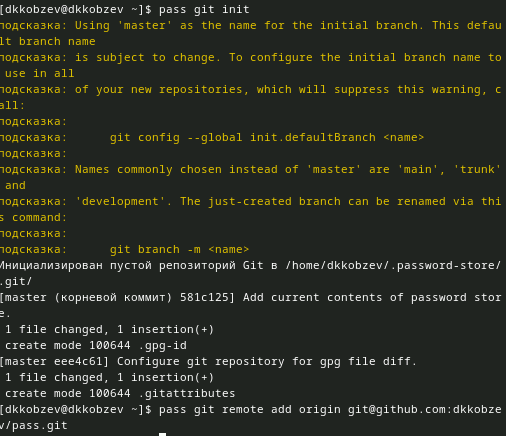 [dkkobzev@dkkobzev ~]$ pass git init
подсказка: Using 'master' as the name for the initial branch. This defau
lt branch name
подсказка: is subject to change. To configure the initial branch name to
 use in all
подсказка: of your new repositories, which will suppress this warning, c
all:
подсказка:
подсказка:      git config --global init.defaultBranch <name>
подсказка:
подсказка: Names commonly chosen instead of 'master' are 'main', 'trunk'
 and
подсказка: 'development'. The just-created branch can be renamed via thi
s command:
подсказка:
подсказка:      git branch -m <name>
Инициализирован пустой репозиторий Git в /home/dkkobzev/.password-store/
.git/
[master (корневой коммит) 581c125] Add current contents of password stor
e.
 1 file changed, 1 insertion(+)
 create mode 100644 .gpg-id
[master eee4c61] Configure git repository for gpg file diff.
 1 file changed, 1 insertion(+)
 create mode 100644 .gitattributes
[dkkobzev@dkkobzev ~]$ pass git remote add origin git@github.com:dkkobze
v/pass.git